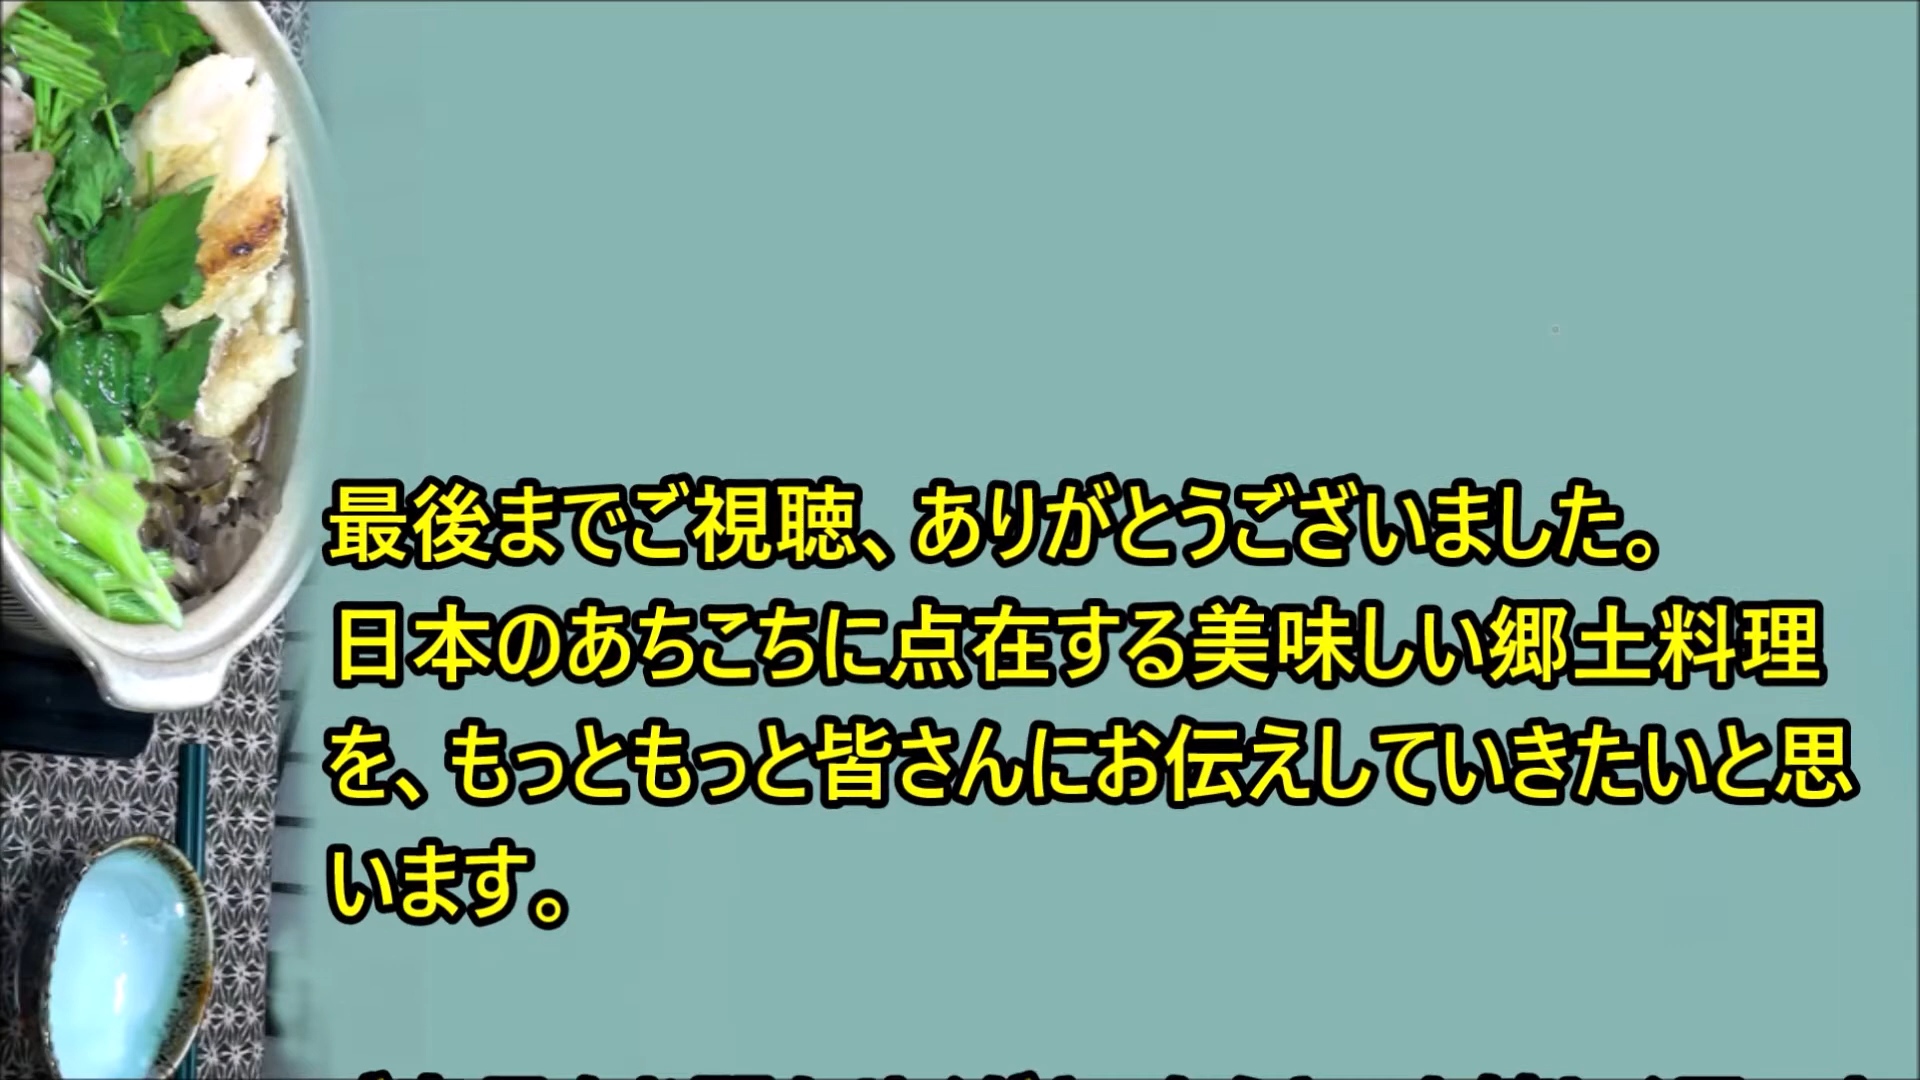 最後までご視聴、ありがとうございました。
日本のあちこちに点在する美味しい郷土料理
を、もっともっと皆さんにお伝えしていきたいと思
います。